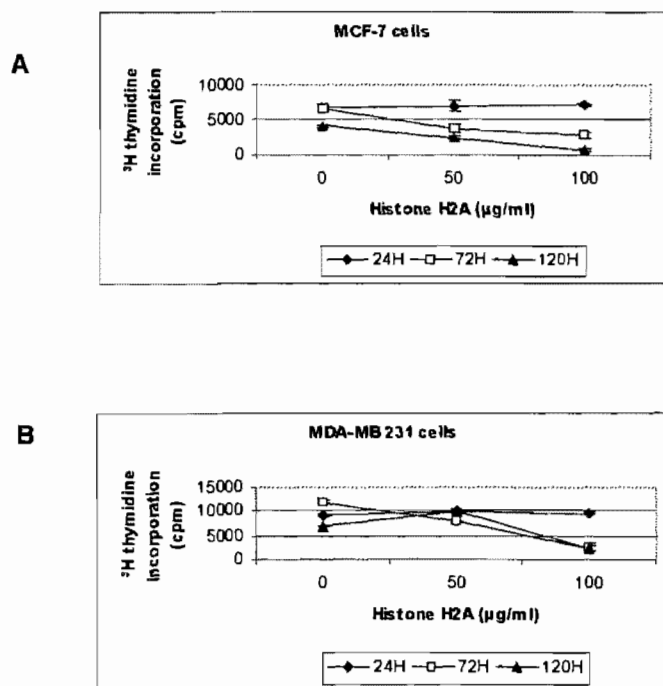 A
MCF-7 cells
³H thymidine
incorporation
(cpm)
10000
5000
0
0 50 100
Histone H2A (µg/ml)
24H 72H 120H
B
MDA-MB 231 cells
³H thymidine
incorporation
(cpm)
15000
10000
5000
0
0 50 100
Histone H2A (µg/ml)
24H 72H 120H